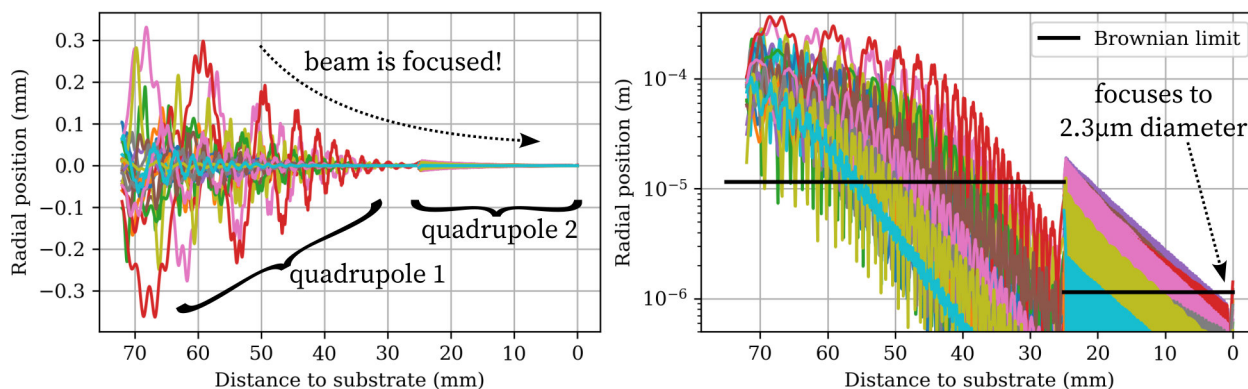 0.3
0.2
0.1
0.0
−0.1
−0.2
−0.3
Radial position (mm)
beam is focused!
quadrupole 1
quadrupole 2
70
60
50
40
30
20
10
0
Distance to substrate (mm)
10⁻⁴
10⁻⁵
10⁻⁶
Radial position (m)
Brownian limit
focuses to
2.3μm diameter
70
60
50
40
30
20
10
0
Distance to substrate (mm)